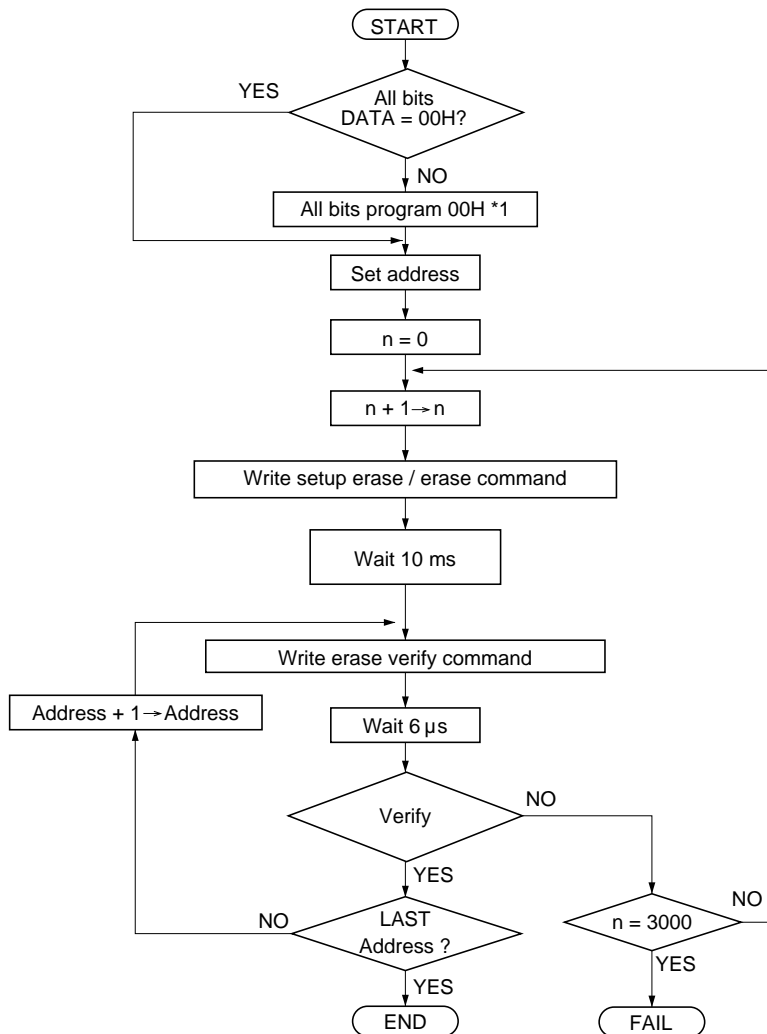 START
YES
All bits
DATA = 00H?
NO
All bits program 00H *1
Set address
n = 0
n + 1→n
Write setup erase / erase command
Wait 10 ms
Write erase verify command
Address + 1→Address
Wait 6 µs
Verify
NO
YES
NO
LAST
Address ?
n = 3000
NO
YES
YES
END
FAIL